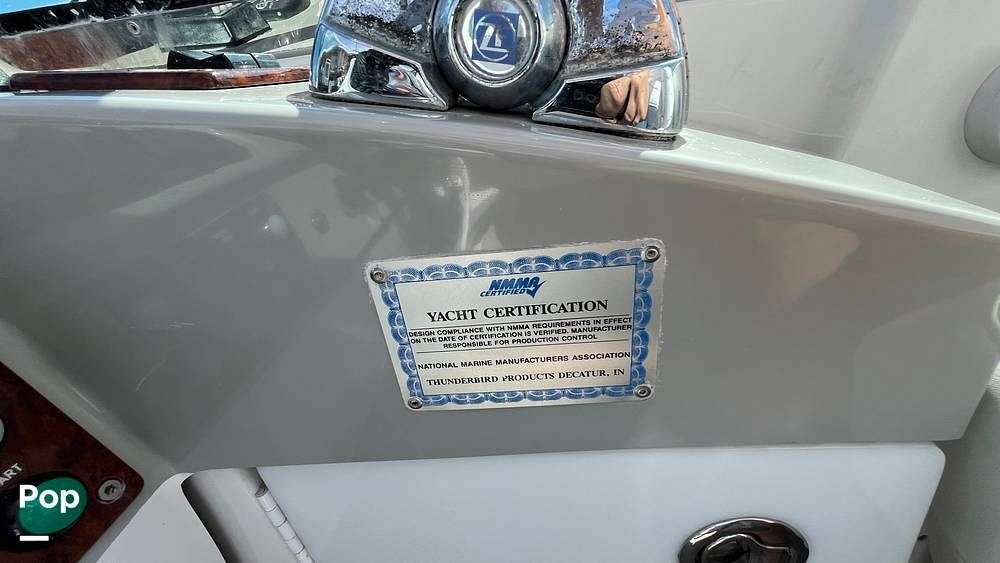 NMMA
CERTIFIED
YACHT CERTIFICATION
DESIGN COMPLIANCE WITH NMMA REQUIREMENTS IN EFFECT
ON THE DATE OF CERTIFICATION IS VERIFIED. MANUFACTURER
RESPONSIBLE FOR PRODUCTION CONTROL
NATIONAL MARINE MANUFACTURERS ASSOCIATION
THUNDERBIRD PRODUCTS DECATUR, IN
ART
Pop